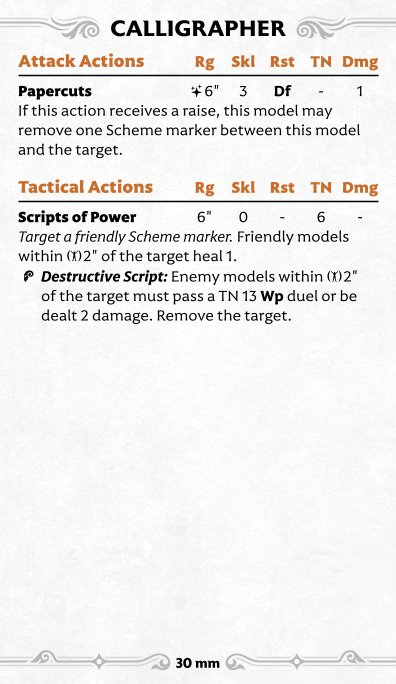 CALLIGRAPHER
Attack Actions Rg Skl Rst TN Dmg
Papercuts 6" 3 Df - 1
If this action receives a raise, this model may
remove one Scheme marker between this model
and the target.
Tactical Actions Rg Skl Rst TN Dmg
Scripts of Power 6" 0 - 6 -
Target a friendly Scheme marker. Friendly models
within 2" of the target heal 1.
Destructive Script: Enemy models within 2"
of the target must pass a TN 13 Wp duel or be
dealt 2 damage. Remove the target.
30 mm